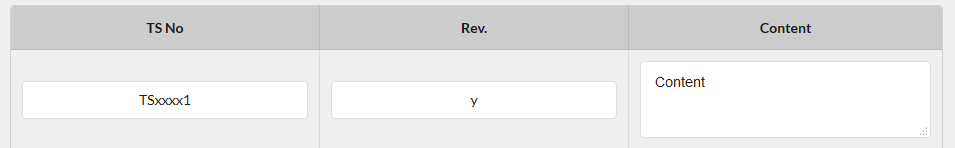 TS No Rev. Content
TSxxxx1 y Content